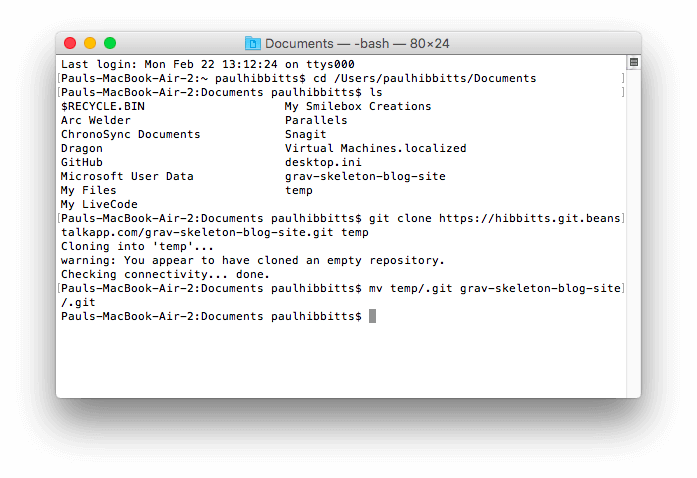 Documents — -bash — 80×24
Last login: Mon Feb 22 13:12:24 on ttys000
[Pauls-MacBook-Air-2:~ paulhibbitts$ cd /Users/paulhibbitts/Documents ]
[Pauls-MacBook-Air-2:Documents paulhibbitts$ ls ]
$RECYCLE.BIN My Smilebox Creations
Arc Welder Parallels
ChronoSync Documents Snagit
Dragon Virtual Machines.localized
GitHub desktop.ini
Microsoft User Data grav-skeleton-blog-site
My Files temp
My LiveCode
[Pauls-MacBook-Air-2:Documents paulhibbitts$ git clone https://hibbitts.git.beans]
talkapp.com/grav-skeleton-blog-site.git temp
Cloning into 'temp'...
warning: You appear to have cloned an empty repository.
Checking connectivity... done.
[Pauls-MacBook-Air-2:Documents paulhibbitts$ mv temp/.git grav-skeleton-blog-site]
/.git
Pauls-MacBook-Air-2:Documents paulhibbitts$